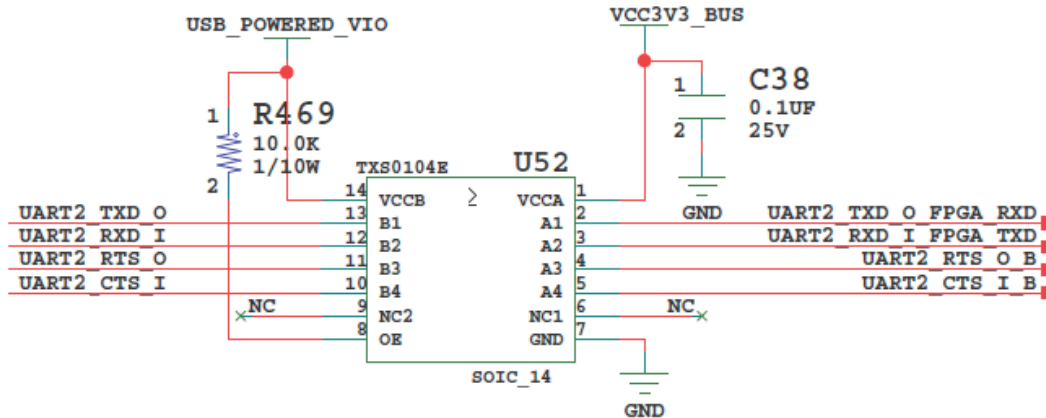 USB_POWERED_VIO
VCC3V3_BUS
1
R469
10.0K
1/10W
2
1
C38
0.1UF
25V
2
GND
TXS0104E
U52
14 VCCB ≥ VCCA 1
UART2_TXD_O 13 B1 A1 2 UART2_TXD_O_FPGA_RXD
UART2_RXD_I 12 B2 A2 3 UART2_RXD_I_FPGA_TXD
UART2_RTS_O 11 B3 A3 4 UART2_RTS_O_B
UART2_CTS_I 10 B4 A4 5 UART2_CTS_I_B
NC 9 NC2 NC1 6 NC
8 OE GND 7
SOIC_14
GND